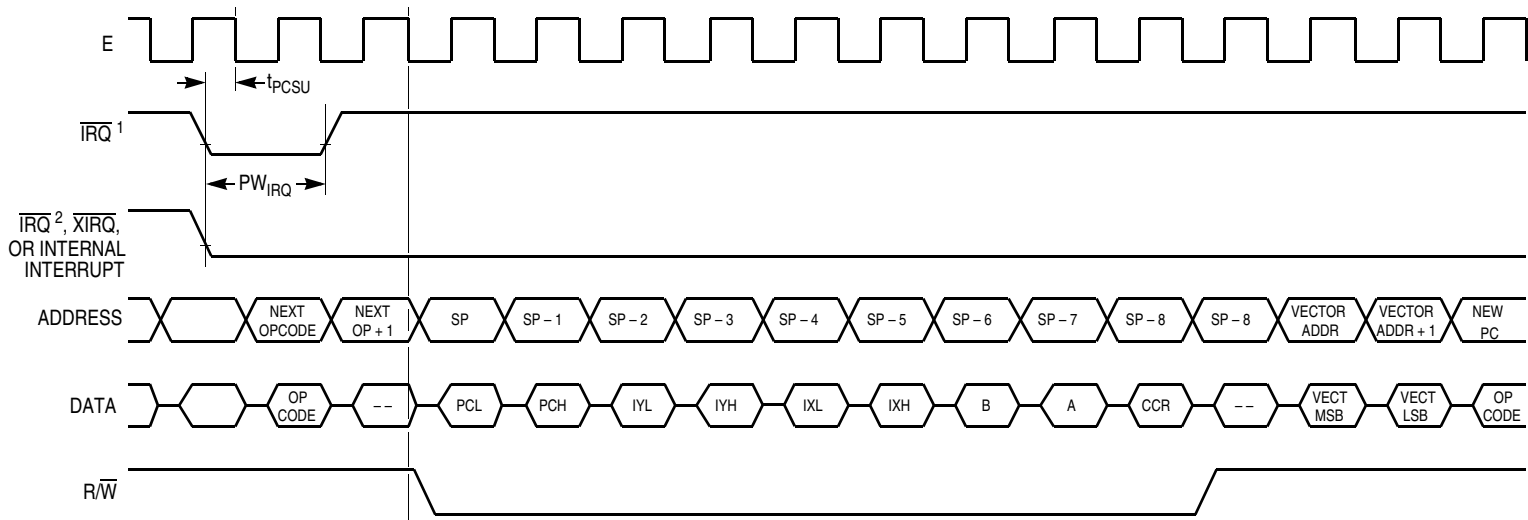 E
tPCSU
IRQ 1
PWIRQ
IRQ 2, XIRQ,
OR INTERNAL
INTERRUPT
ADDRESS
NEXT
OPCODE
NEXT
OP + 1
SP
SP – 1
SP – 2
SP – 3
SP – 4
SP – 5
SP – 6
SP – 7
SP – 8
SP – 8
VECTOR
ADDR
VECTOR
ADDR + 1
NEW
PC
DATA
OP
CODE
– –
PCL
PCH
IYL
IYH
IXL
IXH
B
A
CCR
– –
VECT
MSB
VECT
LSB
OP
CODE
R/W